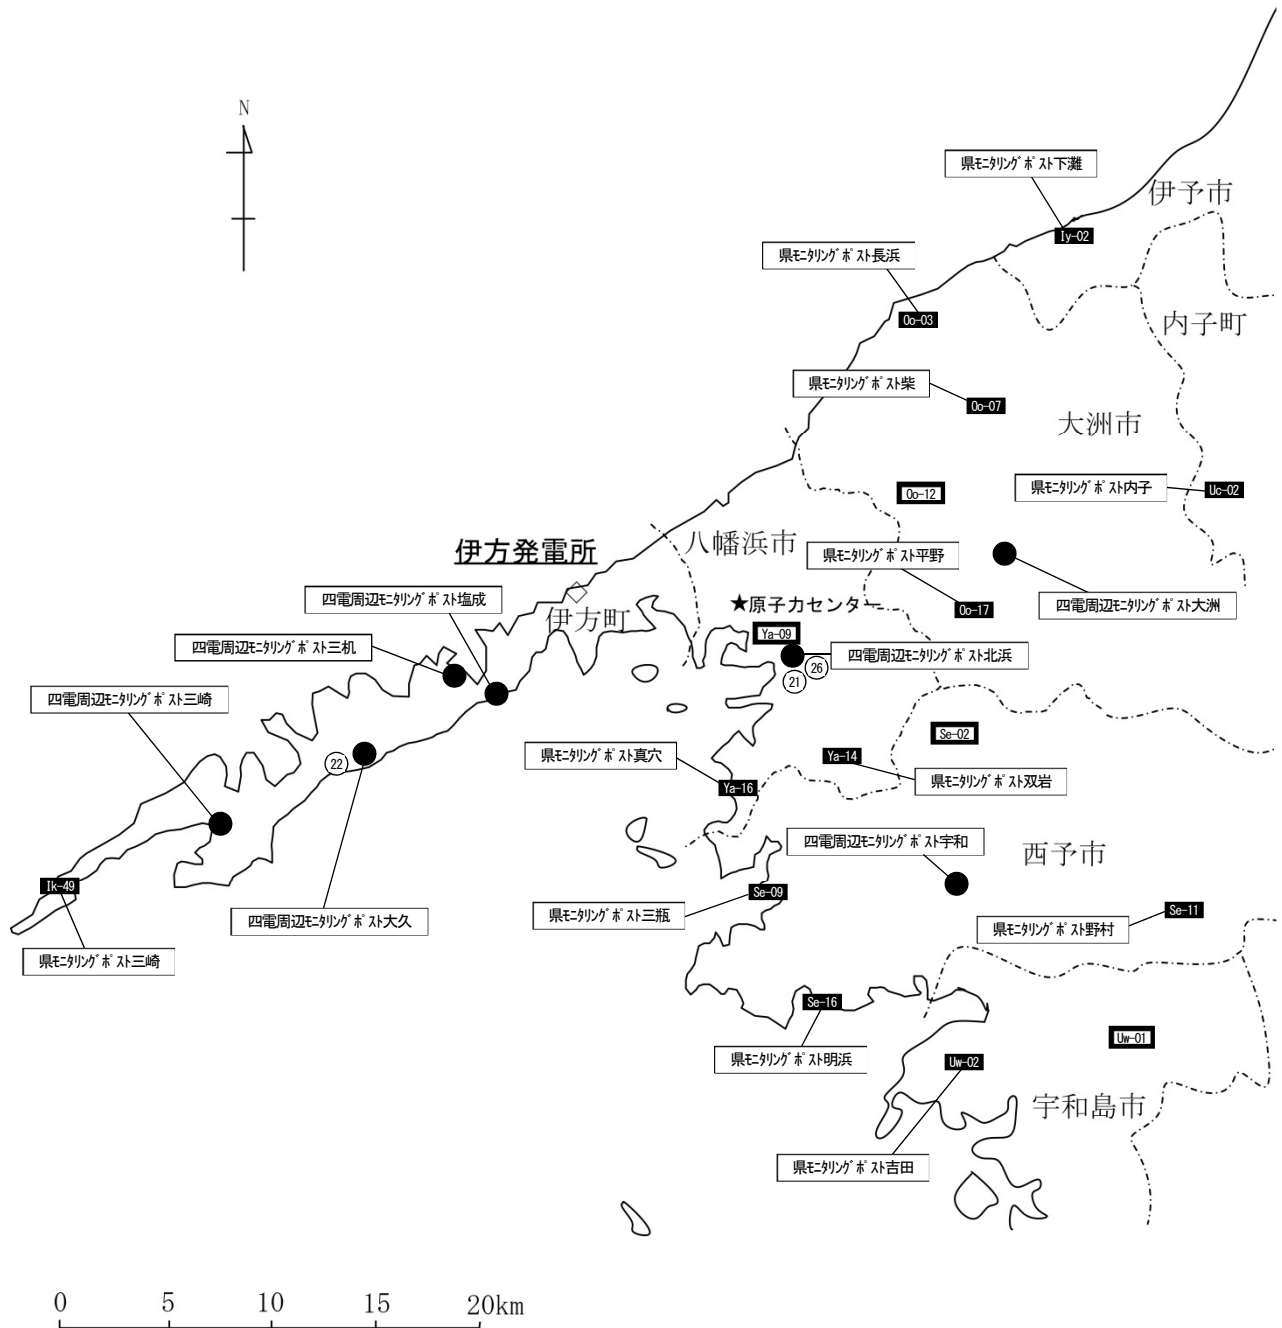 N
県ﾓﾆﾀﾘﾝｸﾞﾎﾟｽﾄ下灘
伊予市
Iy-02
県ﾓﾆﾀﾘﾝｸﾞﾎﾟｽﾄ長浜
Oo-03
内子町
県ﾓﾆﾀﾘﾝｸﾞﾎﾟｽﾄ柴
Oo-07
大洲市
県ﾓﾆﾀﾘﾝｸﾞﾎﾟｽﾄ内子
Uc-02
Oo-12
伊方発電所
八幡浜市
県ﾓﾆﾀﾘﾝｸﾞﾎﾟｽﾄ平野
四電周辺ﾓﾆﾀﾘﾝｸﾞﾎﾟｽﾄ塩成
伊方町
★原子力センター
Oo-17
四電周辺ﾓﾆﾀﾘﾝｸﾞﾎﾟｽﾄ大洲
Ya-09
四電周辺ﾓﾆﾀﾘﾝｸﾞﾎﾟｽﾄ三机
四電周辺ﾓﾆﾀﾘﾝｸﾞﾎﾟｽﾄ北浜
26
21
四電周辺ﾓﾆﾀﾘﾝｸﾞﾎﾟｽﾄ三崎
Se-02
県ﾓﾆﾀﾘﾝｸﾞﾎﾟｽﾄ真穴
Ya-14
22
県ﾓﾆﾀﾘﾝｸﾞﾎﾟｽﾄ双岩
Ya-16
四電周辺ﾓﾆﾀﾘﾝｸﾞﾎﾟｽﾄ宇和
西予市
Ik-49
Se-09
県ﾓﾆﾀﾘﾝｸﾞﾎﾟｽﾄ三瓶
Se-11
四電周辺ﾓﾆﾀﾘﾝｸﾞﾎﾟｽﾄ大久
県ﾓﾆﾀﾘﾝｸﾞﾎﾟｽﾄ野村
県ﾓﾆﾀﾘﾝｸﾞﾎﾟｽﾄ三崎
Se-16
Uw-01
県ﾓﾆﾀﾘﾝｸﾞﾎﾟｽﾄ明浜
Uw-02
宇和島市
県ﾓﾆﾀﾘﾝｸﾞﾎﾟｽﾄ吉田
0 5 10 15 20km